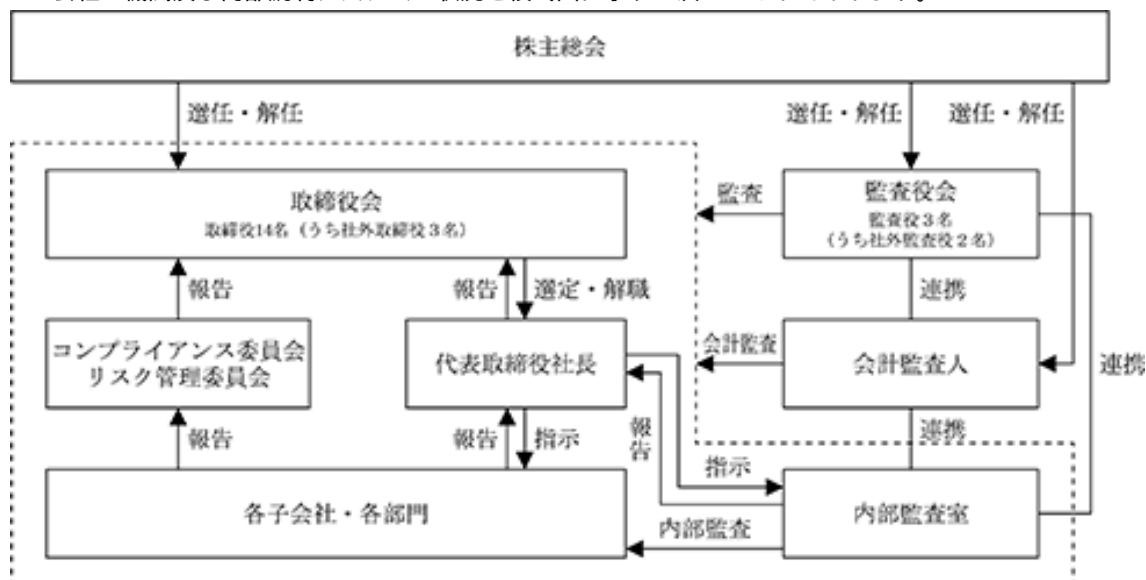 株主総会
選任・解任
選任・解任
選任・解任
取締役会
取締役14名（うち社外取締役３名）
監査
監査役会
監査役３名
（うち社外監査役２名）
報告
報告
選定・解職
連携
コンプライアンス委員会
リスク管理委員会
代表取締役社長
会計監査
会計監査人
連携
報告
報告
指示
報告
連携
指示
各子会社・各部門
内部監査
内部監査室